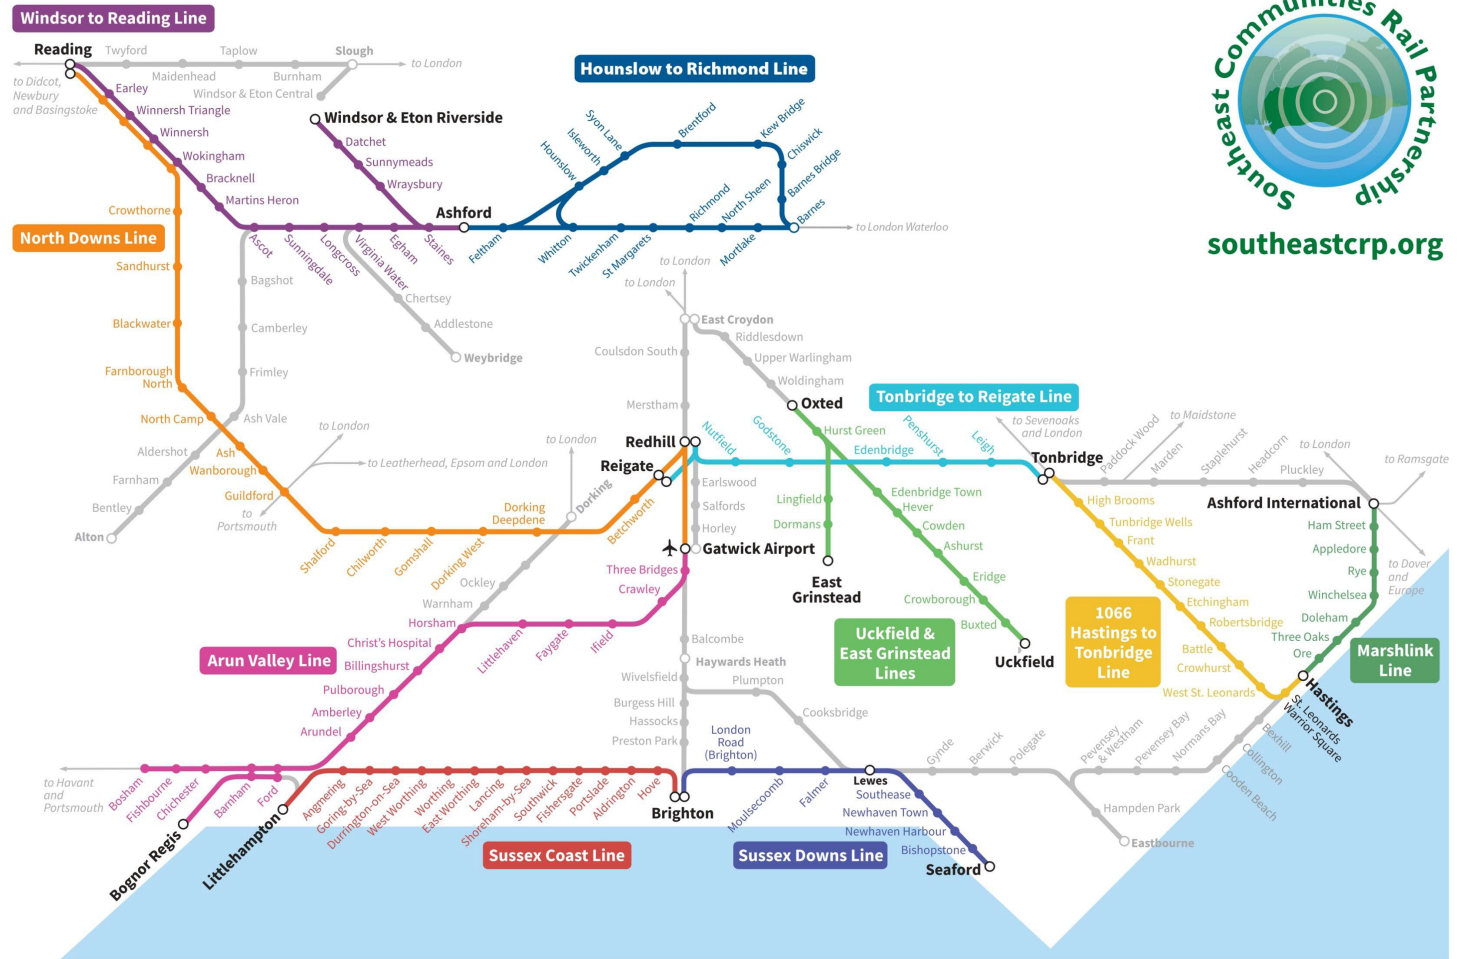 Windsor to Reading Line
Reading
Twyford
Taplow
Slough
to London
Maidenhead
Burnham
Windsor & Eton Central
to Didcot,
Newbury
and Basingstoke
Earley
Winnersh Triangle
Winnersh
Wokingham
Bracknell
Martins Heron
Windsor & Eton Riverside
Datchet
Sunnymeads
Wraysbury
Ashford
Ascot
Sunningdale
Longcross
Virginia Water
Egham
Staines
Hounslow to Richmond Line
Feltham
Hounslow
Isleworth
Syon Lane
Brentford
Kew Bridge
Chiswick
Barnes Bridge
Barnes
Whitton
Twickenham
St Margarets
Richmond
North Sheen
Mortlake
to London Waterloo
Southeast Communities Rail Partnership
southeastcrp.org
North Downs Line
Crowthorne
Sandhurst
Blackwater
Farnborough
North
North Camp
Ash
Wanborough
Guildford
to
Portsmouth
to London
to Leatherhead, Epsom and London
Shalford
Chilworth
Gomshall
Dorking West
Dorking
Deepdene
Betchworth
Reigate
Redhill
Bagshot
Camberley
Frimley
Ash Vale
Aldershot
Farnham
Bentley
Alton
Chertsey
Addlestone
Weybridge
to London
Dorking
Ockley
Warnham
to London
to London
East Croydon
Coulsdon South
Merstham
Riddlesdown
Upper Warlingham
Woldingham
Oxted
Earlswood
Salfords
Horley
Gatwick Airport
Tonbridge to Reigate Line
Nutfield
Godstone
Edenbridge
Penshurst
Leigh
Tonbridge
to Sevenoaks
and London
Hurst Green
Lingfield
Dormans
East
Grinstead
Edenbridge Town
Hever
Cowden
Ashurst
Eridge
Crowborough
Buxted
Uckfield
Uckfield &
East Grinstead
Lines
Paddock Wood
to Maidstone
Marden
Staplehurst
Headcorn
Pluckley
to London
to Ramsgate
Ashford International
to Dover
and
Europe
Ham Street
Appledore
Rye
Winchelsea
Doleham
Three Oaks
Ore
Marshlink
Line
Hastings
1066
Hastings to
Tonbridge
Line
High Brooms
Tunbridge Wells
Frant
Wadhurst
Stonegate
Etchingham
Robertsbridge
Battle
Crowhurst
West St. Leonards
St. Leonards
Warrior Square
Arun Valley Line
Three Bridges
Crawley
Ifield
Faygate
Littlehaven
Horsham
Christ's Hospital
Billingshurst
Pulborough
Amberley
Arundel
to Havant
and
Portsmouth
Bosham
Fishbourne
Chichester
Barnham
Ford
Bognor Regis
Littlehampton
Balcombe
Haywards Heath
Wivelsfield
Plumpton
Burgess Hill
Hassocks
Preston Park
Cooksbridge
Angmering
Goring-by-Sea
Durrington-on-Sea
West Worthing
Worthing
East Worthing
Lancing
Shoreham-by-Sea
Southwick
Fishersgate
Portslade
Aldrington
Hove
Brighton
Sussex Coast Line
London
Road
(Brighton)
Moulsecoomb
Falmer
Lewes
Southease
Newhaven Town
Newhaven Harbour
Bishopstone
Seaford
Sussex Downs Line
Gynde
Berwick
Polegate
Pevensey
& Westham
Pevensey Bay
Normans Bay
Cooden Beach
Collington
Bexhill
Hampden Park
Eastbourne